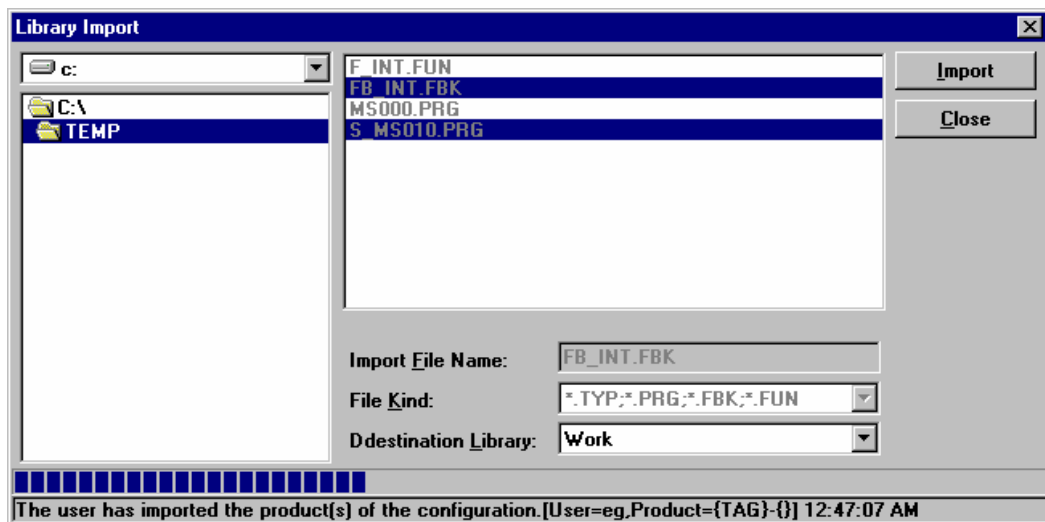 Library Import
c:
C:\
TEMP
F_INT.FUN
FB_INT.FBK
MS000.PRG
S_MS010.PRG
Import
Close
Import File Name: FB_INT.FBK
File Kind: *.TYP;*.PRG;*.FBK;*.FUN
Ddestination Library: Work
The user has imported the product(s) of the configuration.[User=eg,Product={TAG}-{}] 12:47:07 AM